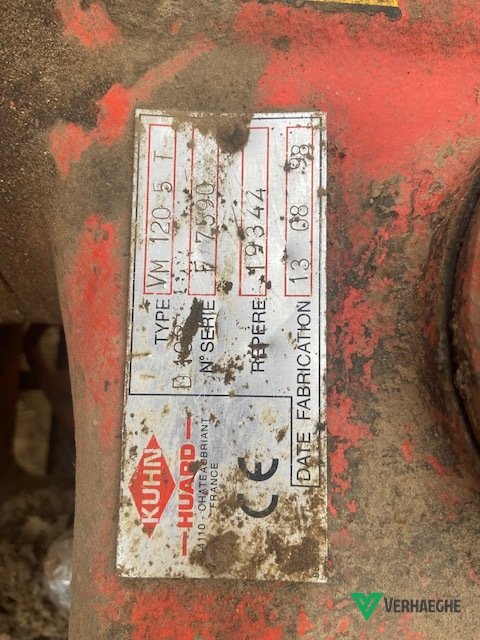 KUHN
HUARD
44110 - CHATEAUBRIANT
FRANCE
CE
TYPE VM 120 5 T
N° SERIE F 7590
REPERE 19344
DATE FABRICATION 13 08 98
VERHAEGHE